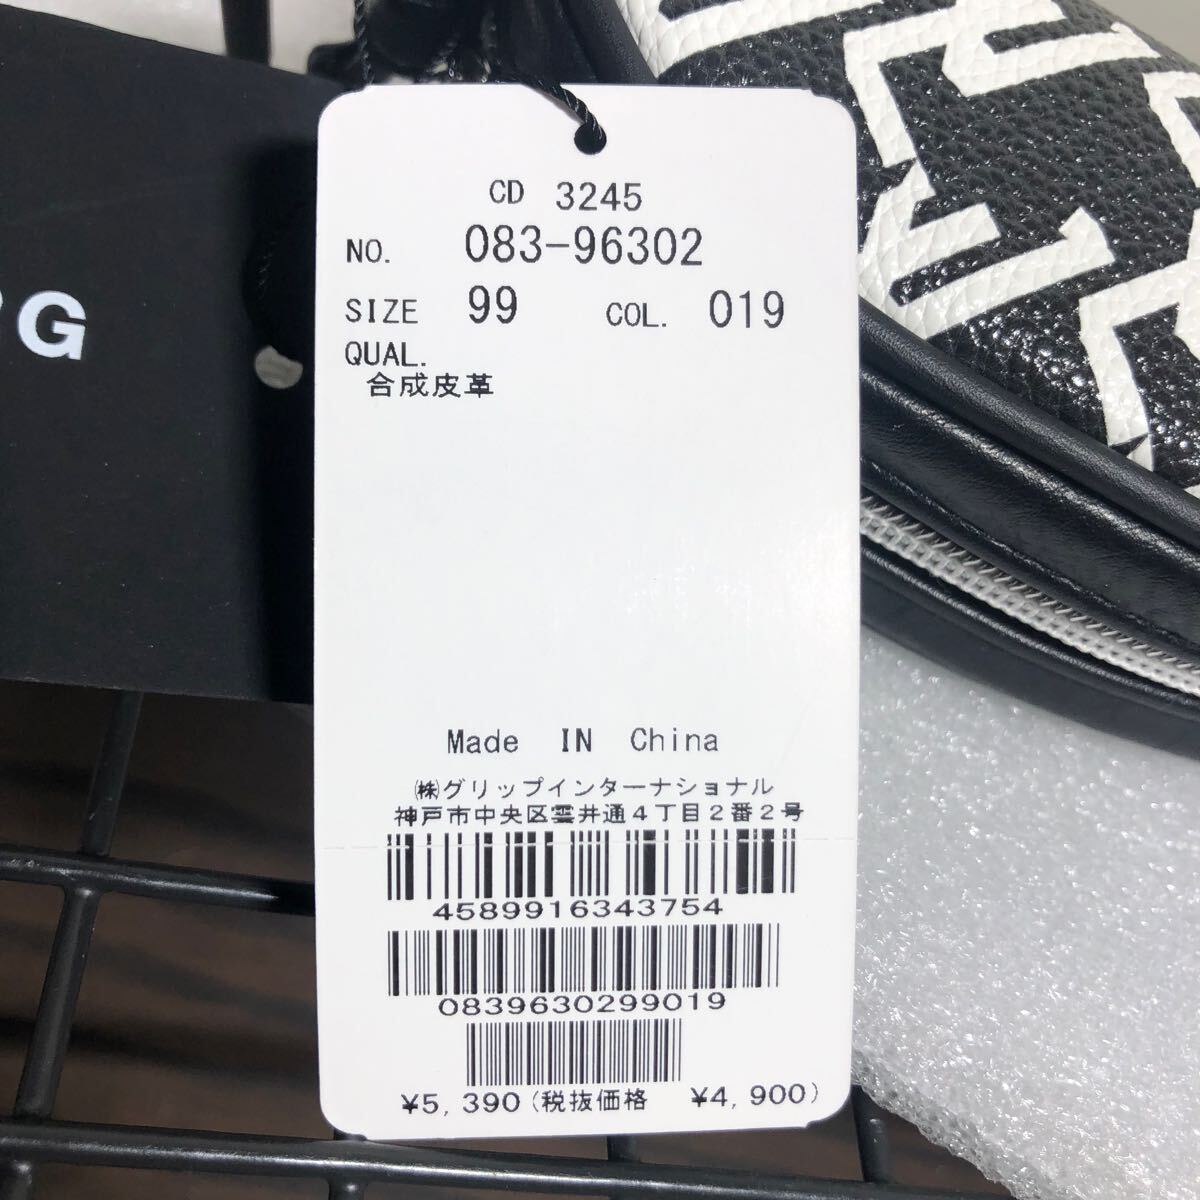 CD 3245
NO. 083-96302
SIZE 99 COL. 019
QUAL.
合成皮革
Made IN China
㈱グリップインターナショナル
神戸市中央区雲井通4丁目2番2号
4589916343754
0839630299019
¥5,390(税抜価格 ¥4,900)